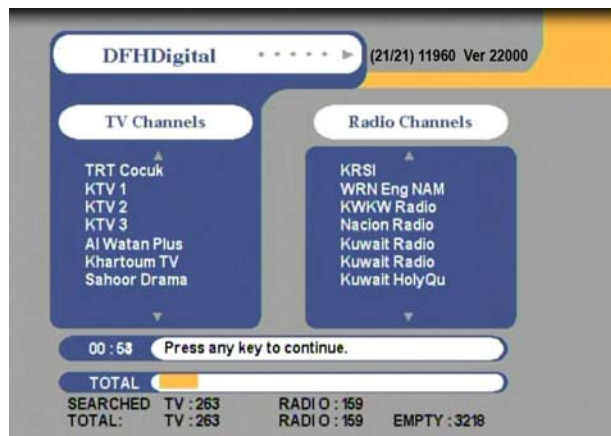 DFHDigital (21/21) 11960 Ver 22000
TV Channels
TRT Cocuk
KTV 1
KTV 2
KTV 3
Al Watan Plus
Khartoum TV
Sahoor Drama
Radio Channels
KRSI
WRN Eng NAM
KWKW Radio
Nacion Radio
Kuwait Radio
Kuwait Radio
Kuwait HolyQu
00:53 Press any key to continue.
TOTAL
SEARCHED TV:263 RADIO:159
TOTAL: TV:263 RADIO:159 EMPTY:3218